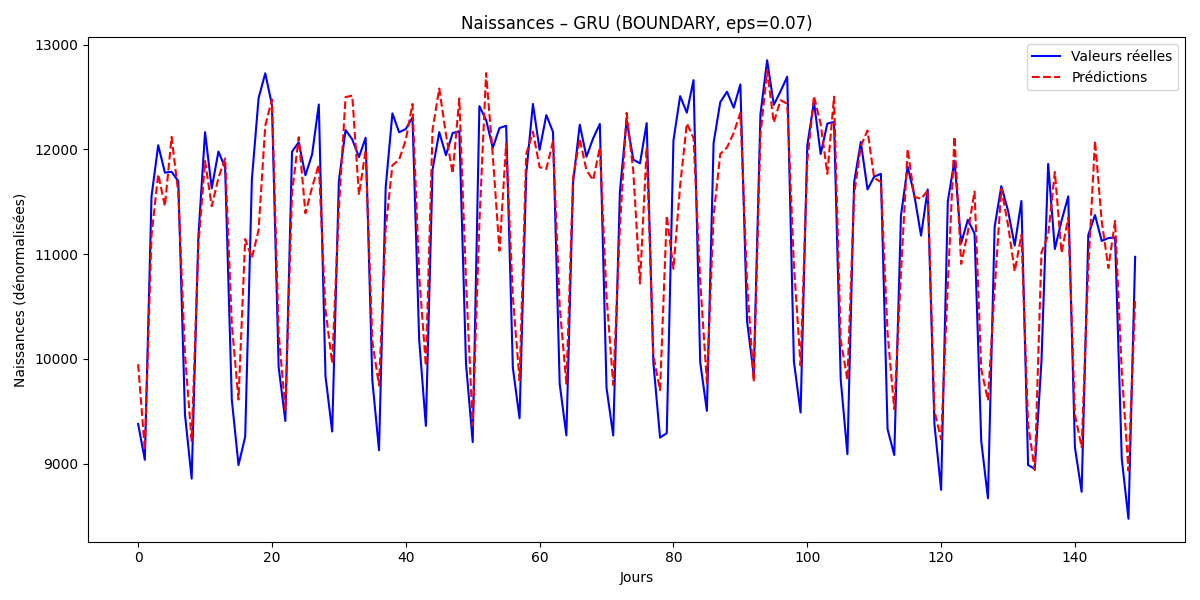 Naissances – GRU (BOUNDARY, eps=0.07)
Valeurs réelles
Prédictions
Naissances (dénormalisées)
13000
12000
11000
10000
9000
0 20 40 60 80 100 120 140
Jours